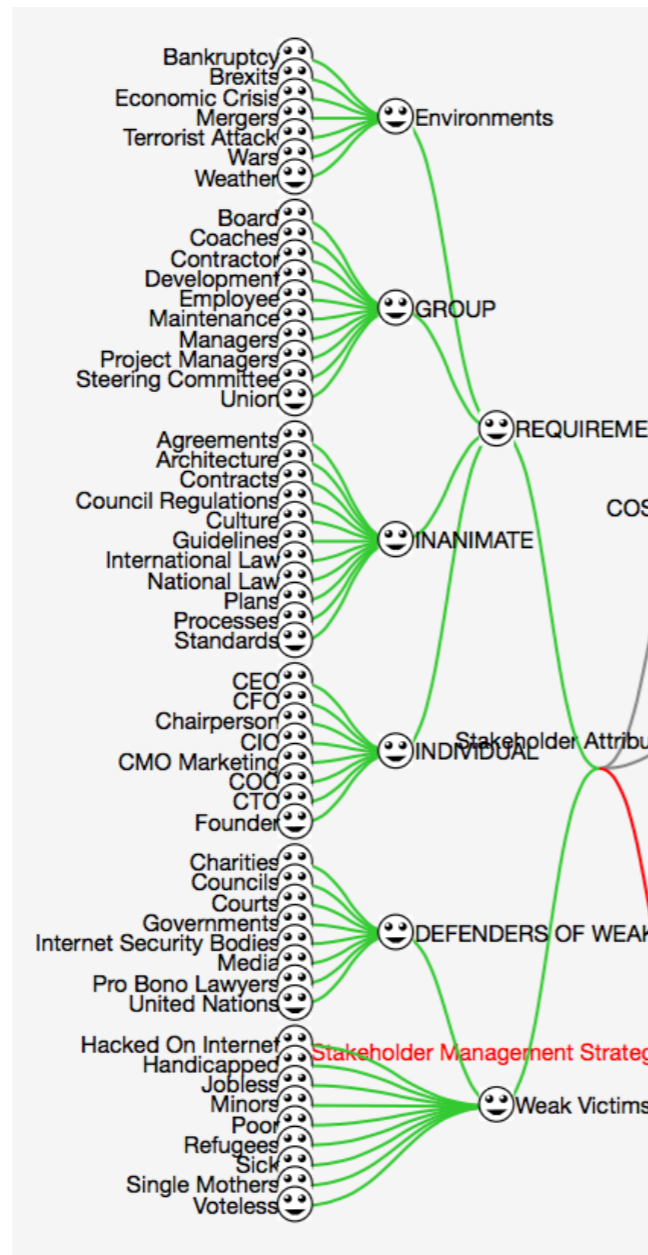 Bankruptcy
Brexits
Economic Crisis
Mergers
Terrorist Attack
Wars
Weather
Environments
Board
Coaches
Contractor
Development
Employee
Maintenance
Managers
Project Managers
Steering Committee
Union
GROUP
REQUIREME
Agreements
Architecture
Contracts
Council Regulations
Culture
Guidelines
International Law
National Law
Plans
Processes
Standards
INANIMATE
COS
CEO
CFO
Chairperson
CIO
CMO Marketing
COO
CTO
Founder
INDIVIDUAL
Stakeholder Attribu
Charities
Councils
Courts
Governments
Internet Security Bodies
Media
Pro Bono Lawyers
United Nations
DEFENDERS OF WEAK
Hacked On Internet
Handicapped
Jobless
Minors
Poor
Refugees
Sick
Single Mothers
Voteless
Stakeholder Management Strateg
Weak Victims